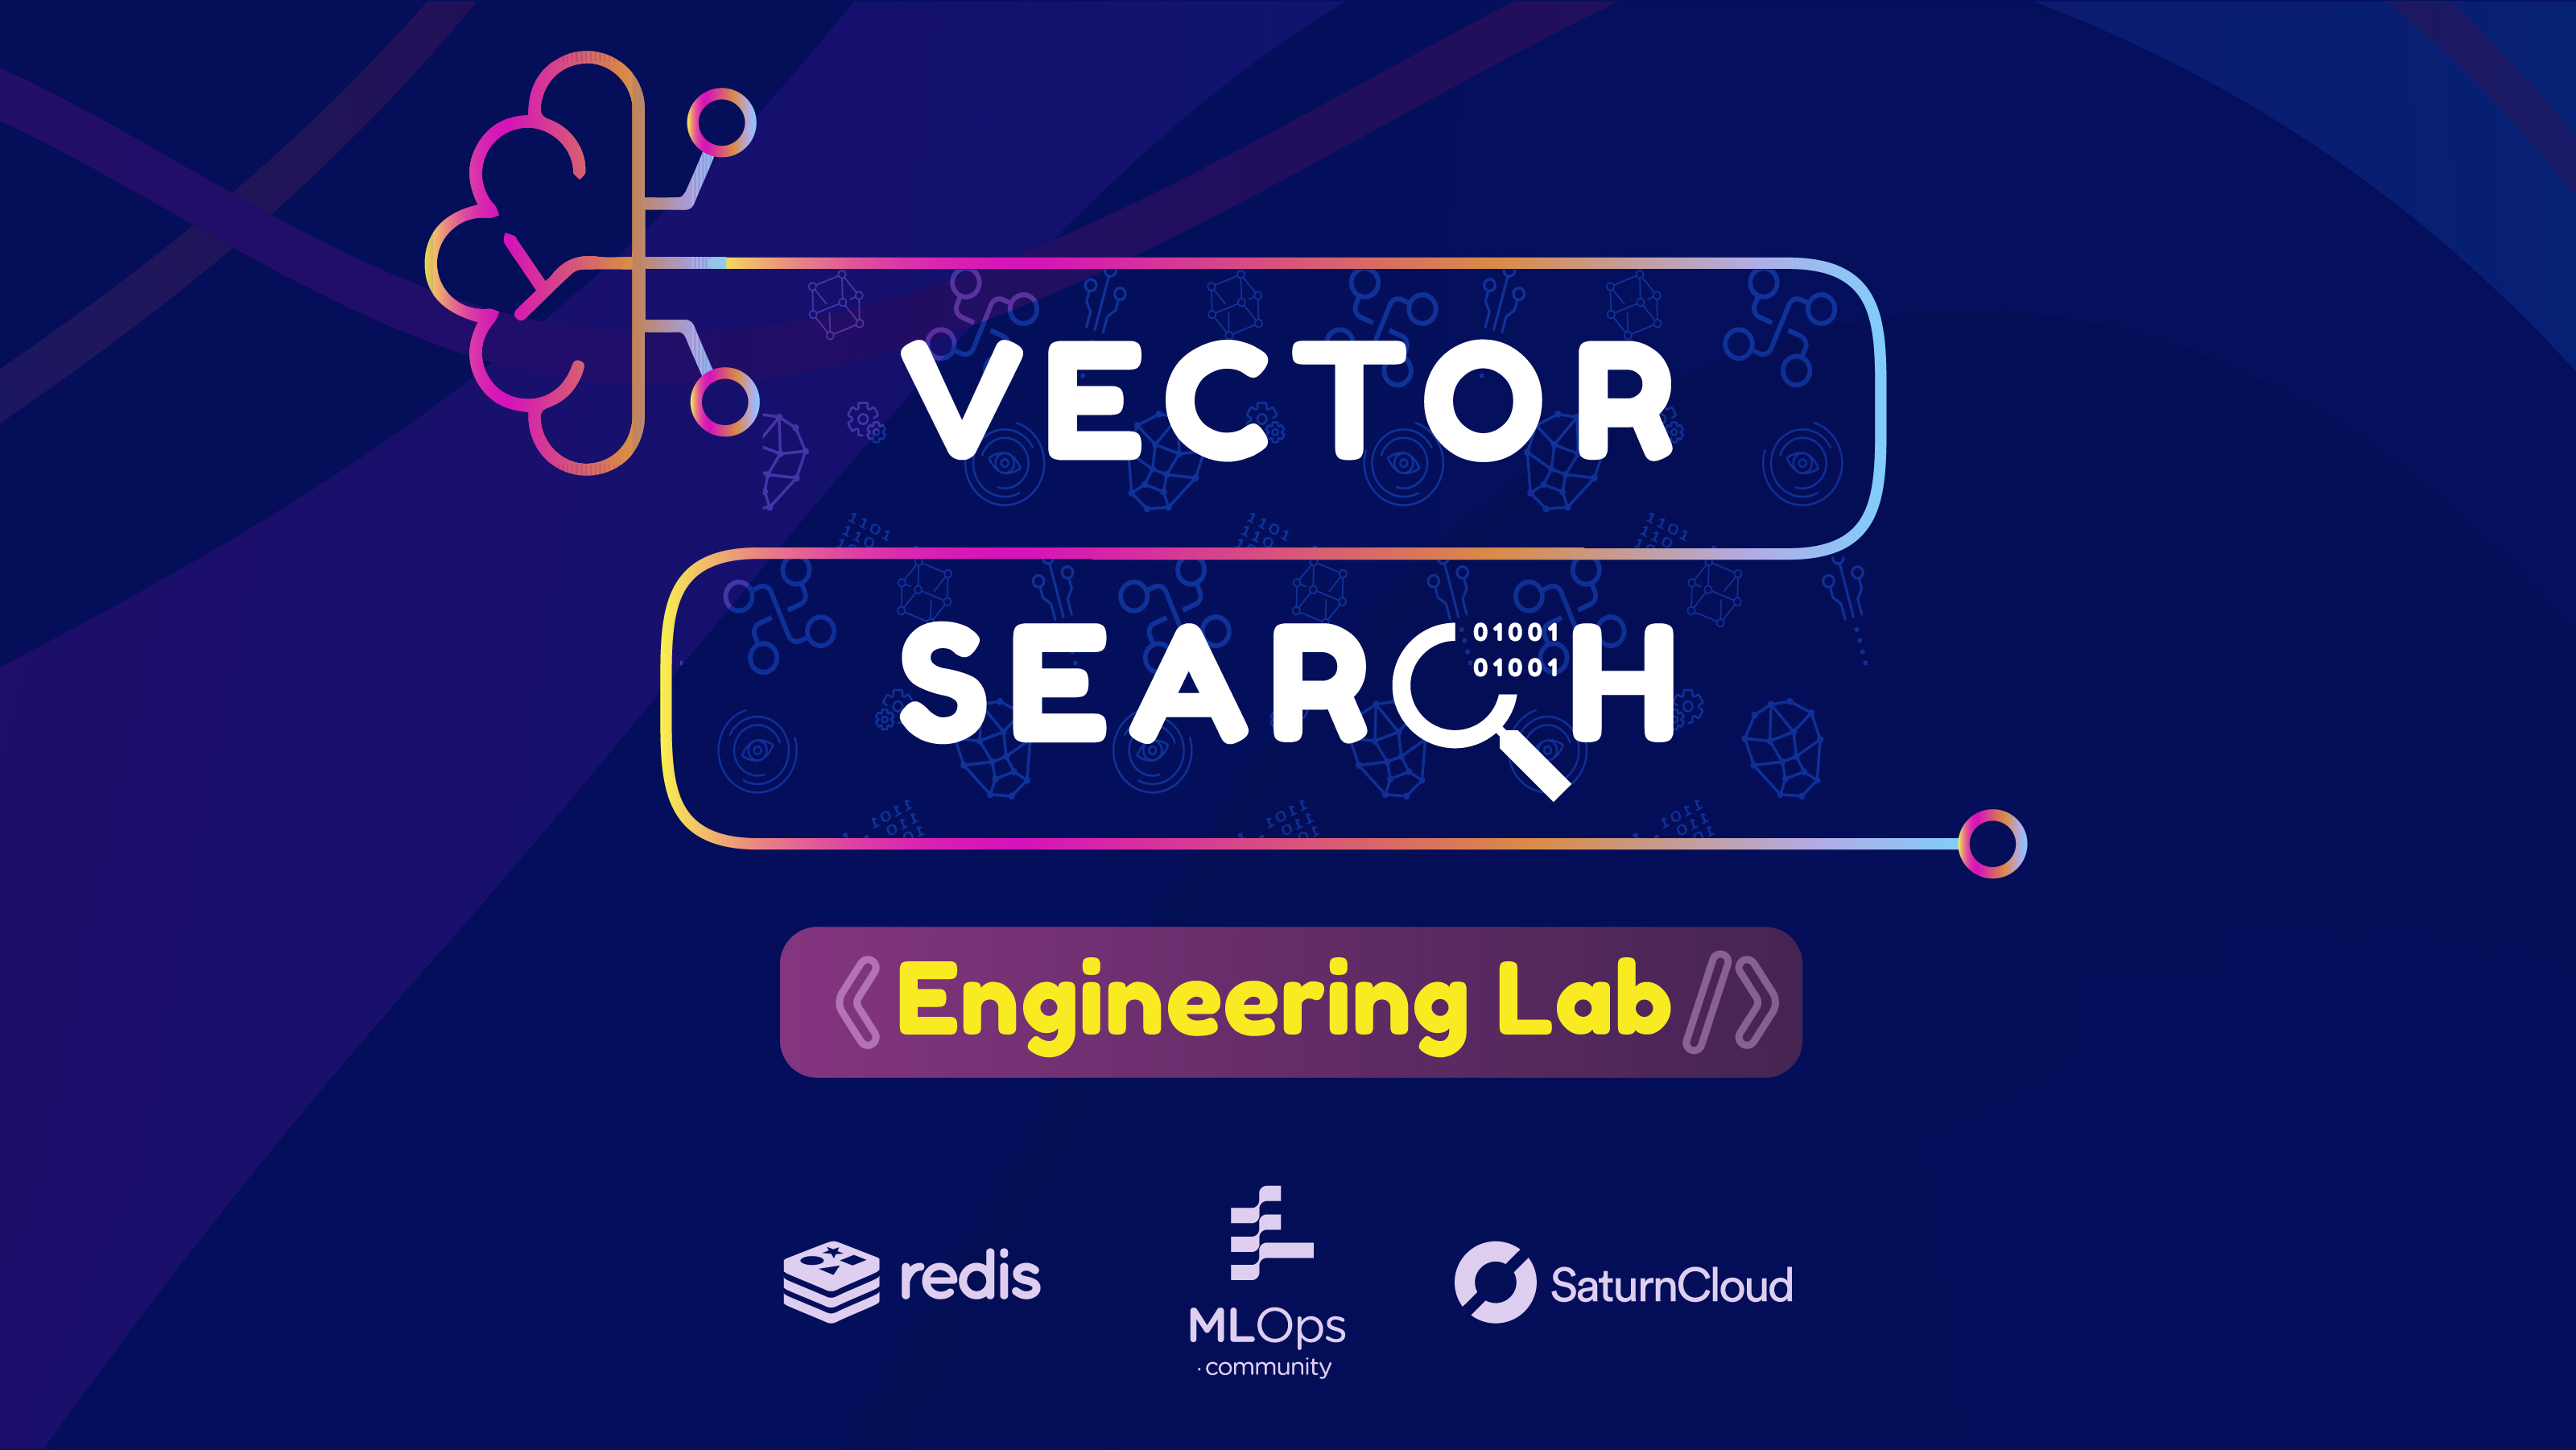 VECTOR
SEARCH
01001
01001
Engineering Lab
redis
MLOps
.community
SaturnCloud